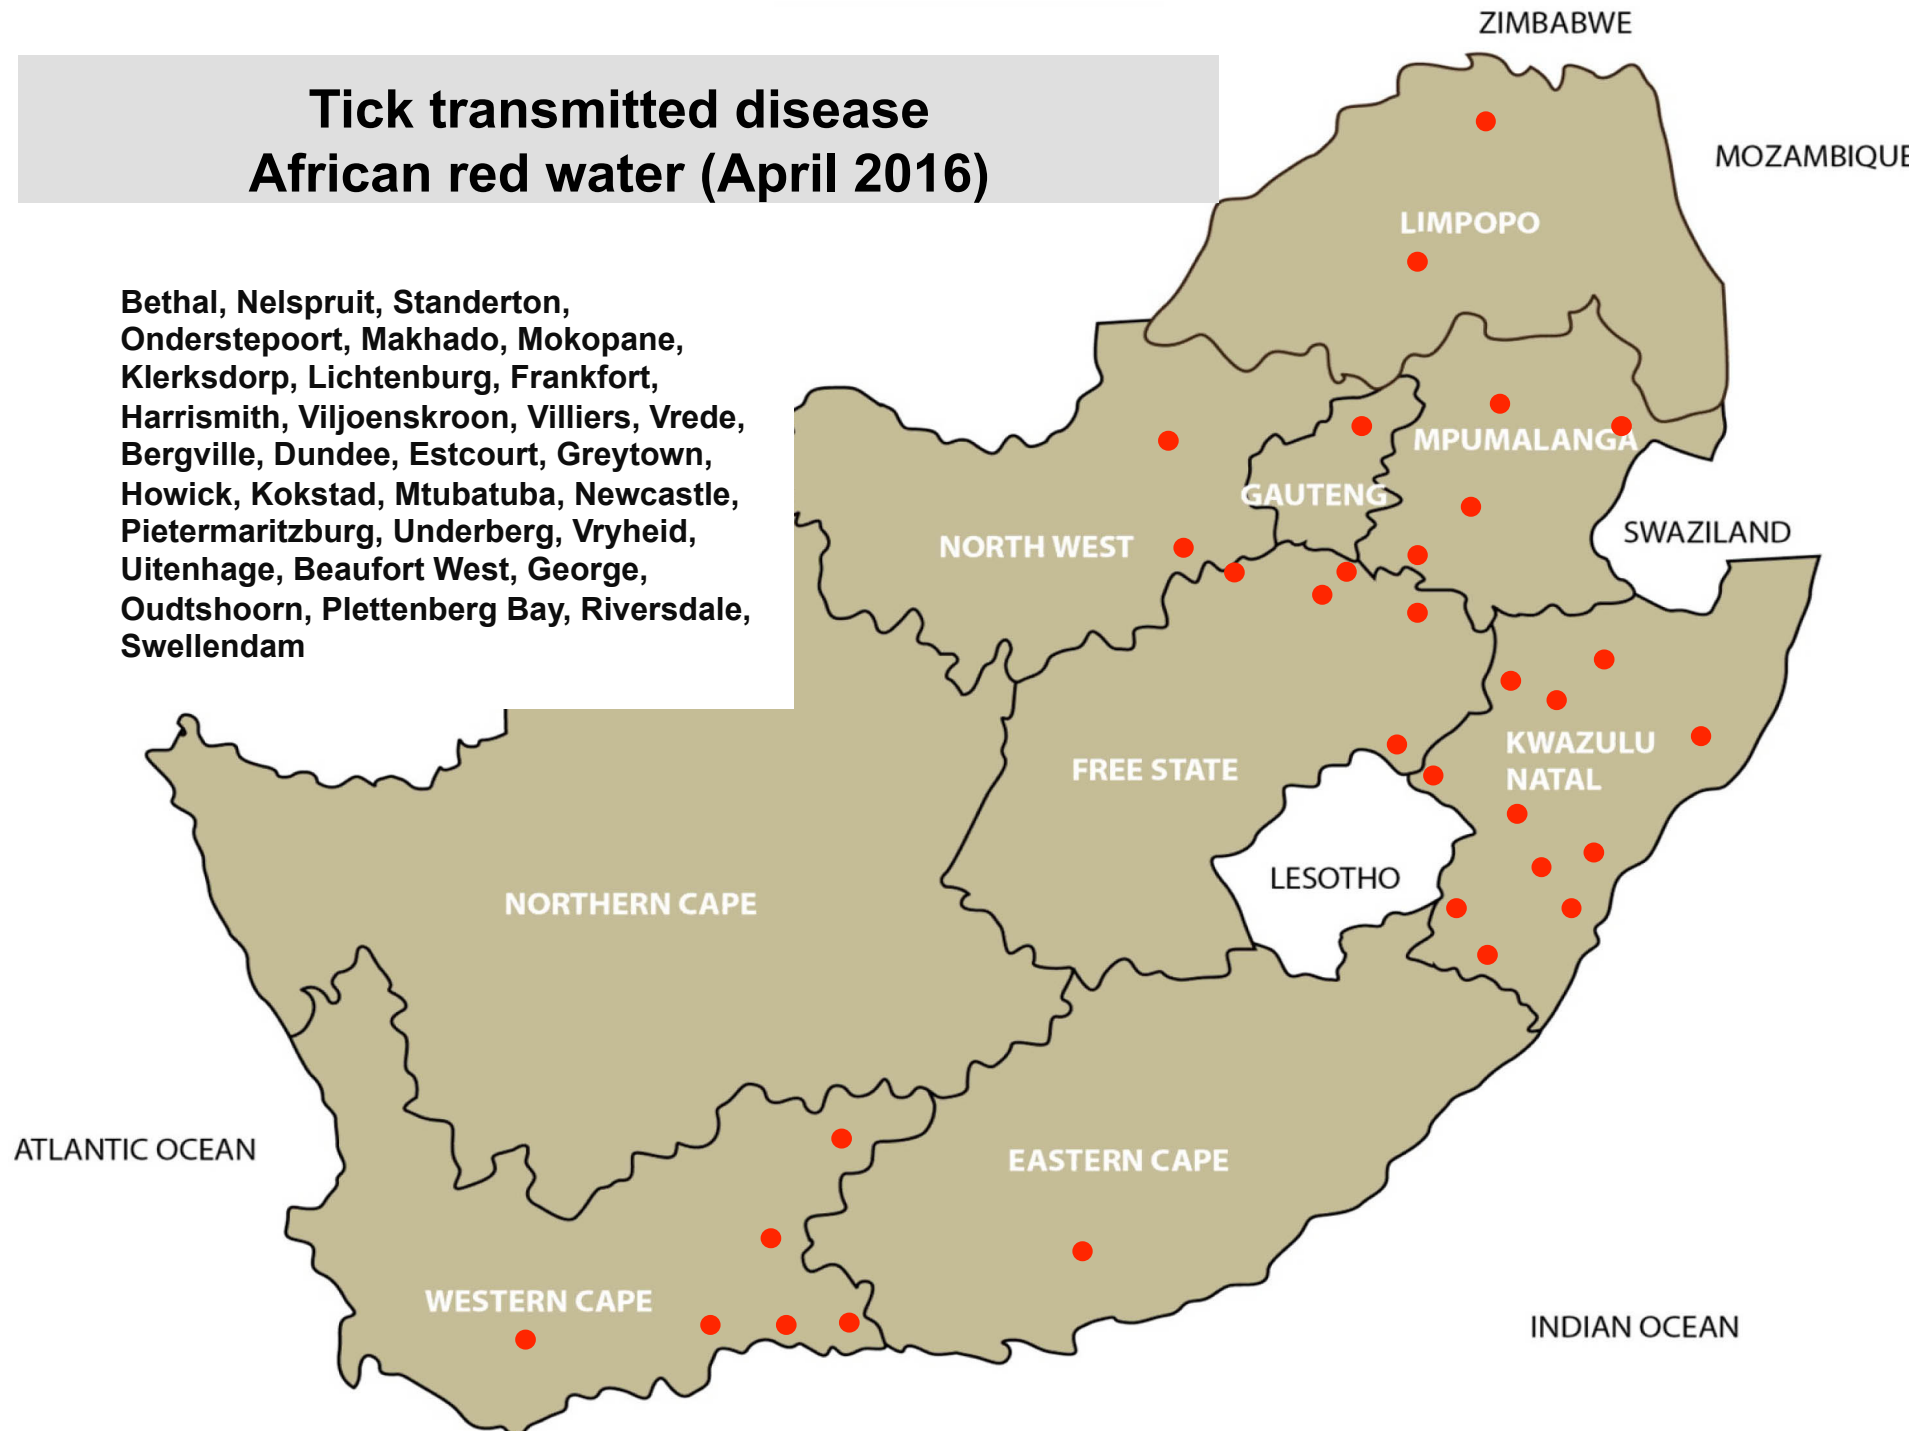 ZIMBABWE
Tick transmitted disease
African red water (April 2016)
MOZAMBIQUE
LIMPOPO
Bethal, Nelspruit, Standerton,
Onderstepoort, Makhado, Mokopane,
Klerksdorp, Lichtenburg, Frankfort,
Harrismith, Viljoenskroon, Villiers, Vrede,
Bergville, Dundee, Estcourt, Greytown,
Howick, Kokstad, Mtubatuba, Newcastle,
Pietermaritzburg, Underberg, Vryheid,
Uitenhage, Beaufort West, George,
Oudtshoorn, Plettenberg Bay, Riversdale,
Swellendam
MPUMALANGA
GAUTENG
SWAZILAND
NORTH WEST
KWAZULU
NATAL
FREE STATE
LESOTHO
NORTHERN CAPE
ATLANTIC OCEAN
EASTERN CAPE
WESTERN CAPE
INDIAN OCEAN